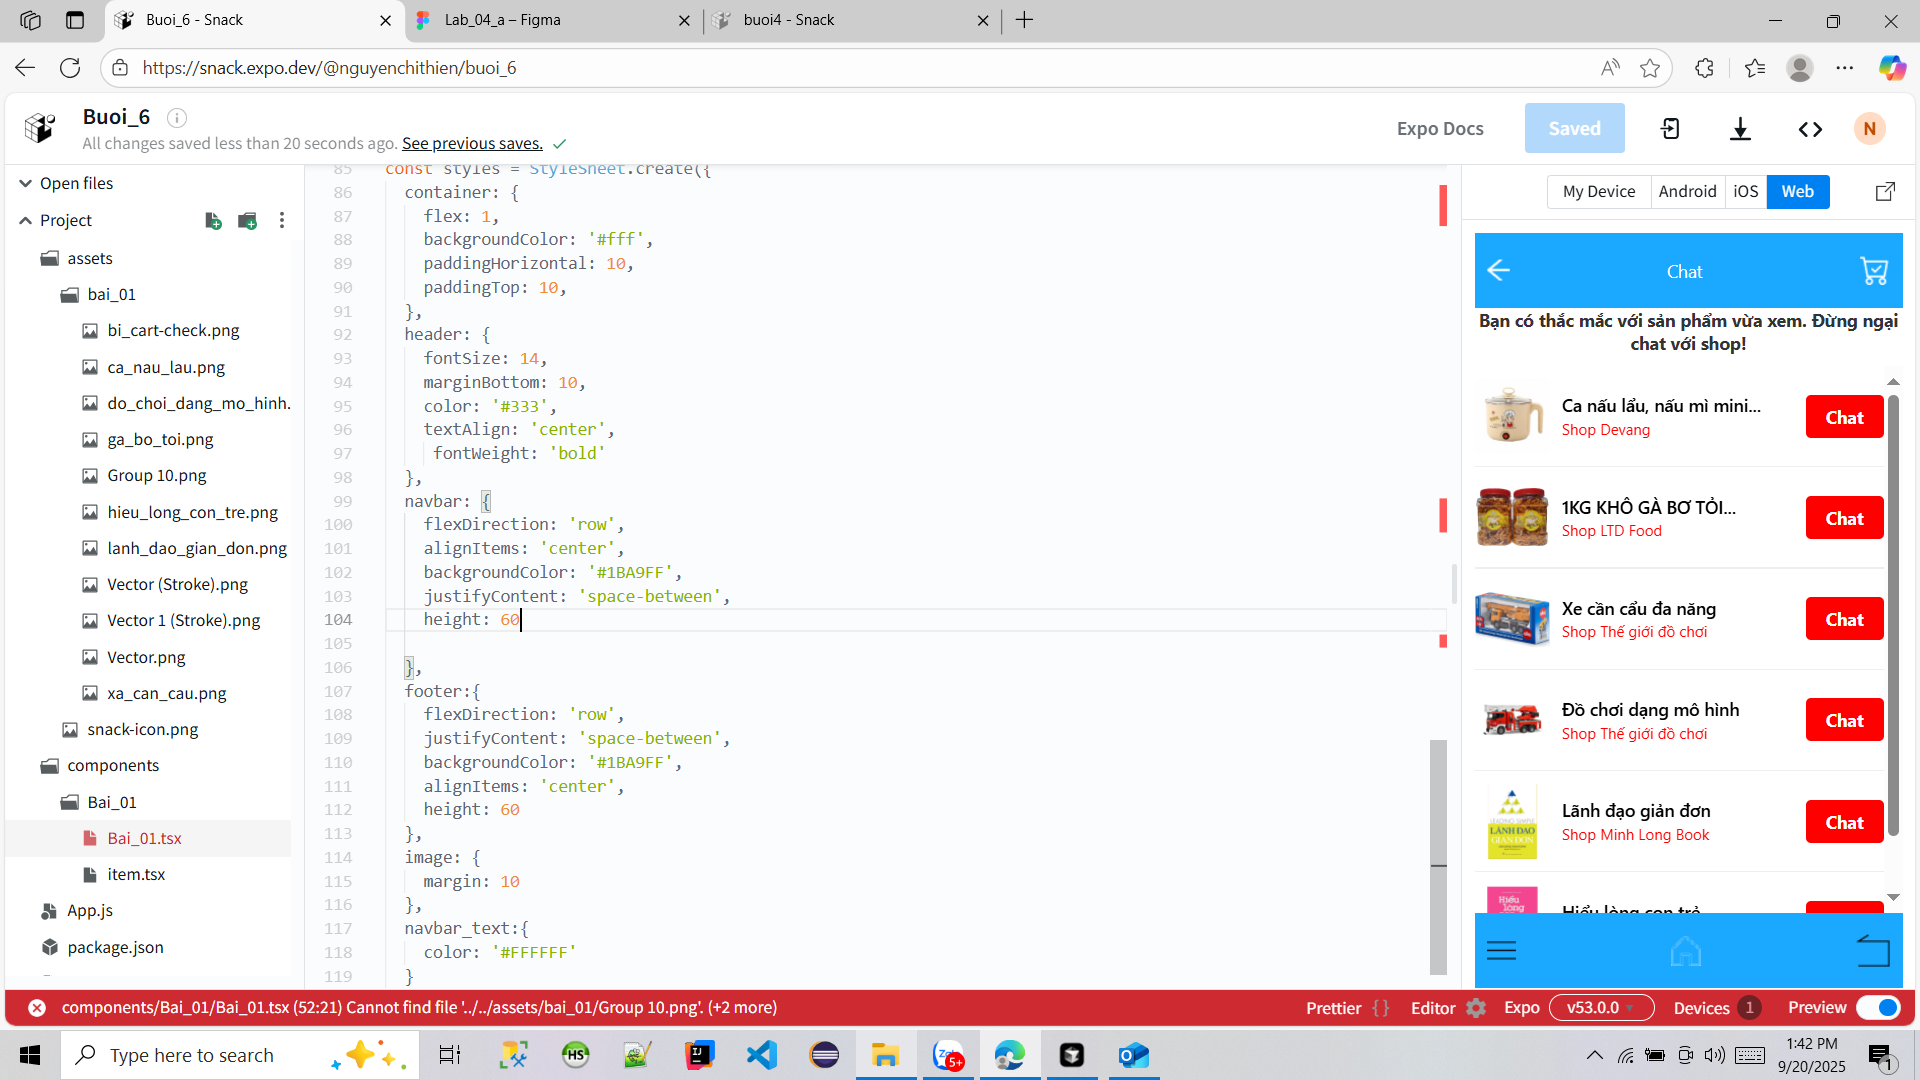 Buoi_6 - Snack
Lab_04_a – Figma
buoi4 - Snack
https://snack.expo.dev/@nguyenchithien/buoi_6
Buoi_6
All changes saved less than 20 seconds ago. See previous saves.
Expo Docs
Saved
N
Open files
Project
assets
bai_01
bi_cart-check.png
ca_nau_lau.png
do_choi_dang_mo_hinh.
ga_bo_toi.png
Group 10.png
hieu_long_con_tre.png
lanh_dao_gian_don.png
Vector (Stroke).png
Vector 1 (Stroke).png
Vector.png
xa_can_cau.png
snack-icon.png
components
Bai_01
Bai_01.tsx
item.tsx
App.js
package.json
85 const styles = StyleSheet.create({
86 container: {
87 flex: 1,
88 backgroundColor: '#fff',
89 paddingHorizontal: 10,
90 paddingTop: 10,
91 },
92 header: {
93 fontSize: 14,
94 marginBottom: 10,
95 color: '#333',
96 textAlign: 'center',
97 fontWeight: 'bold'
98 },
99 navbar: {
100 flexDirection: 'row',
101 alignItems: 'center',
102 backgroundColor: '#1BA9FF',
103 justifyContent: 'space-between',
104 height: 60
105
106 },
107 footer:{
108 flexDirection: 'row',
109 justifyContent: 'space-between',
110 backgroundColor: '#1BA9FF',
111 alignItems: 'center',
112 height: 60
113 },
114 image: {
115 margin: 10
116 },
117 navbar_text:{
118 color: '#FFFFFF'
119 }
My Device
Android
iOS
Web
Chat
Bạn có thắc mắc với sản phẩm vừa xem. Đừng ngại
chat với shop!
Ca nấu lẩu, nấu mì mini...
Shop Devang
Chat
1KG KHÔ GÀ BƠ TỎI...
Shop LTD Food
Chat
Xe cần cẩu đa năng
Shop Thế giới đồ chơi
Chat
Đồ chơi dạng mô hình
Shop Thế giới đồ chơi
Chat
LÃNH ĐẠO
GIẢN ĐƠN
Lãnh đạo giản đơn
Shop Minh Long Book
Chat
Hiểu
lòng
Hiểu lòng con trẻ
components/Bai_01/Bai_01.tsx (52:21) Cannot find file '../../assets/bai_01/Group 10.png'. (+2 more)
Prettier { }
Editor
Expo
v53.0.0
Devices 1
Preview
Type here to search
5+
1:42 PM
9/20/2025
1